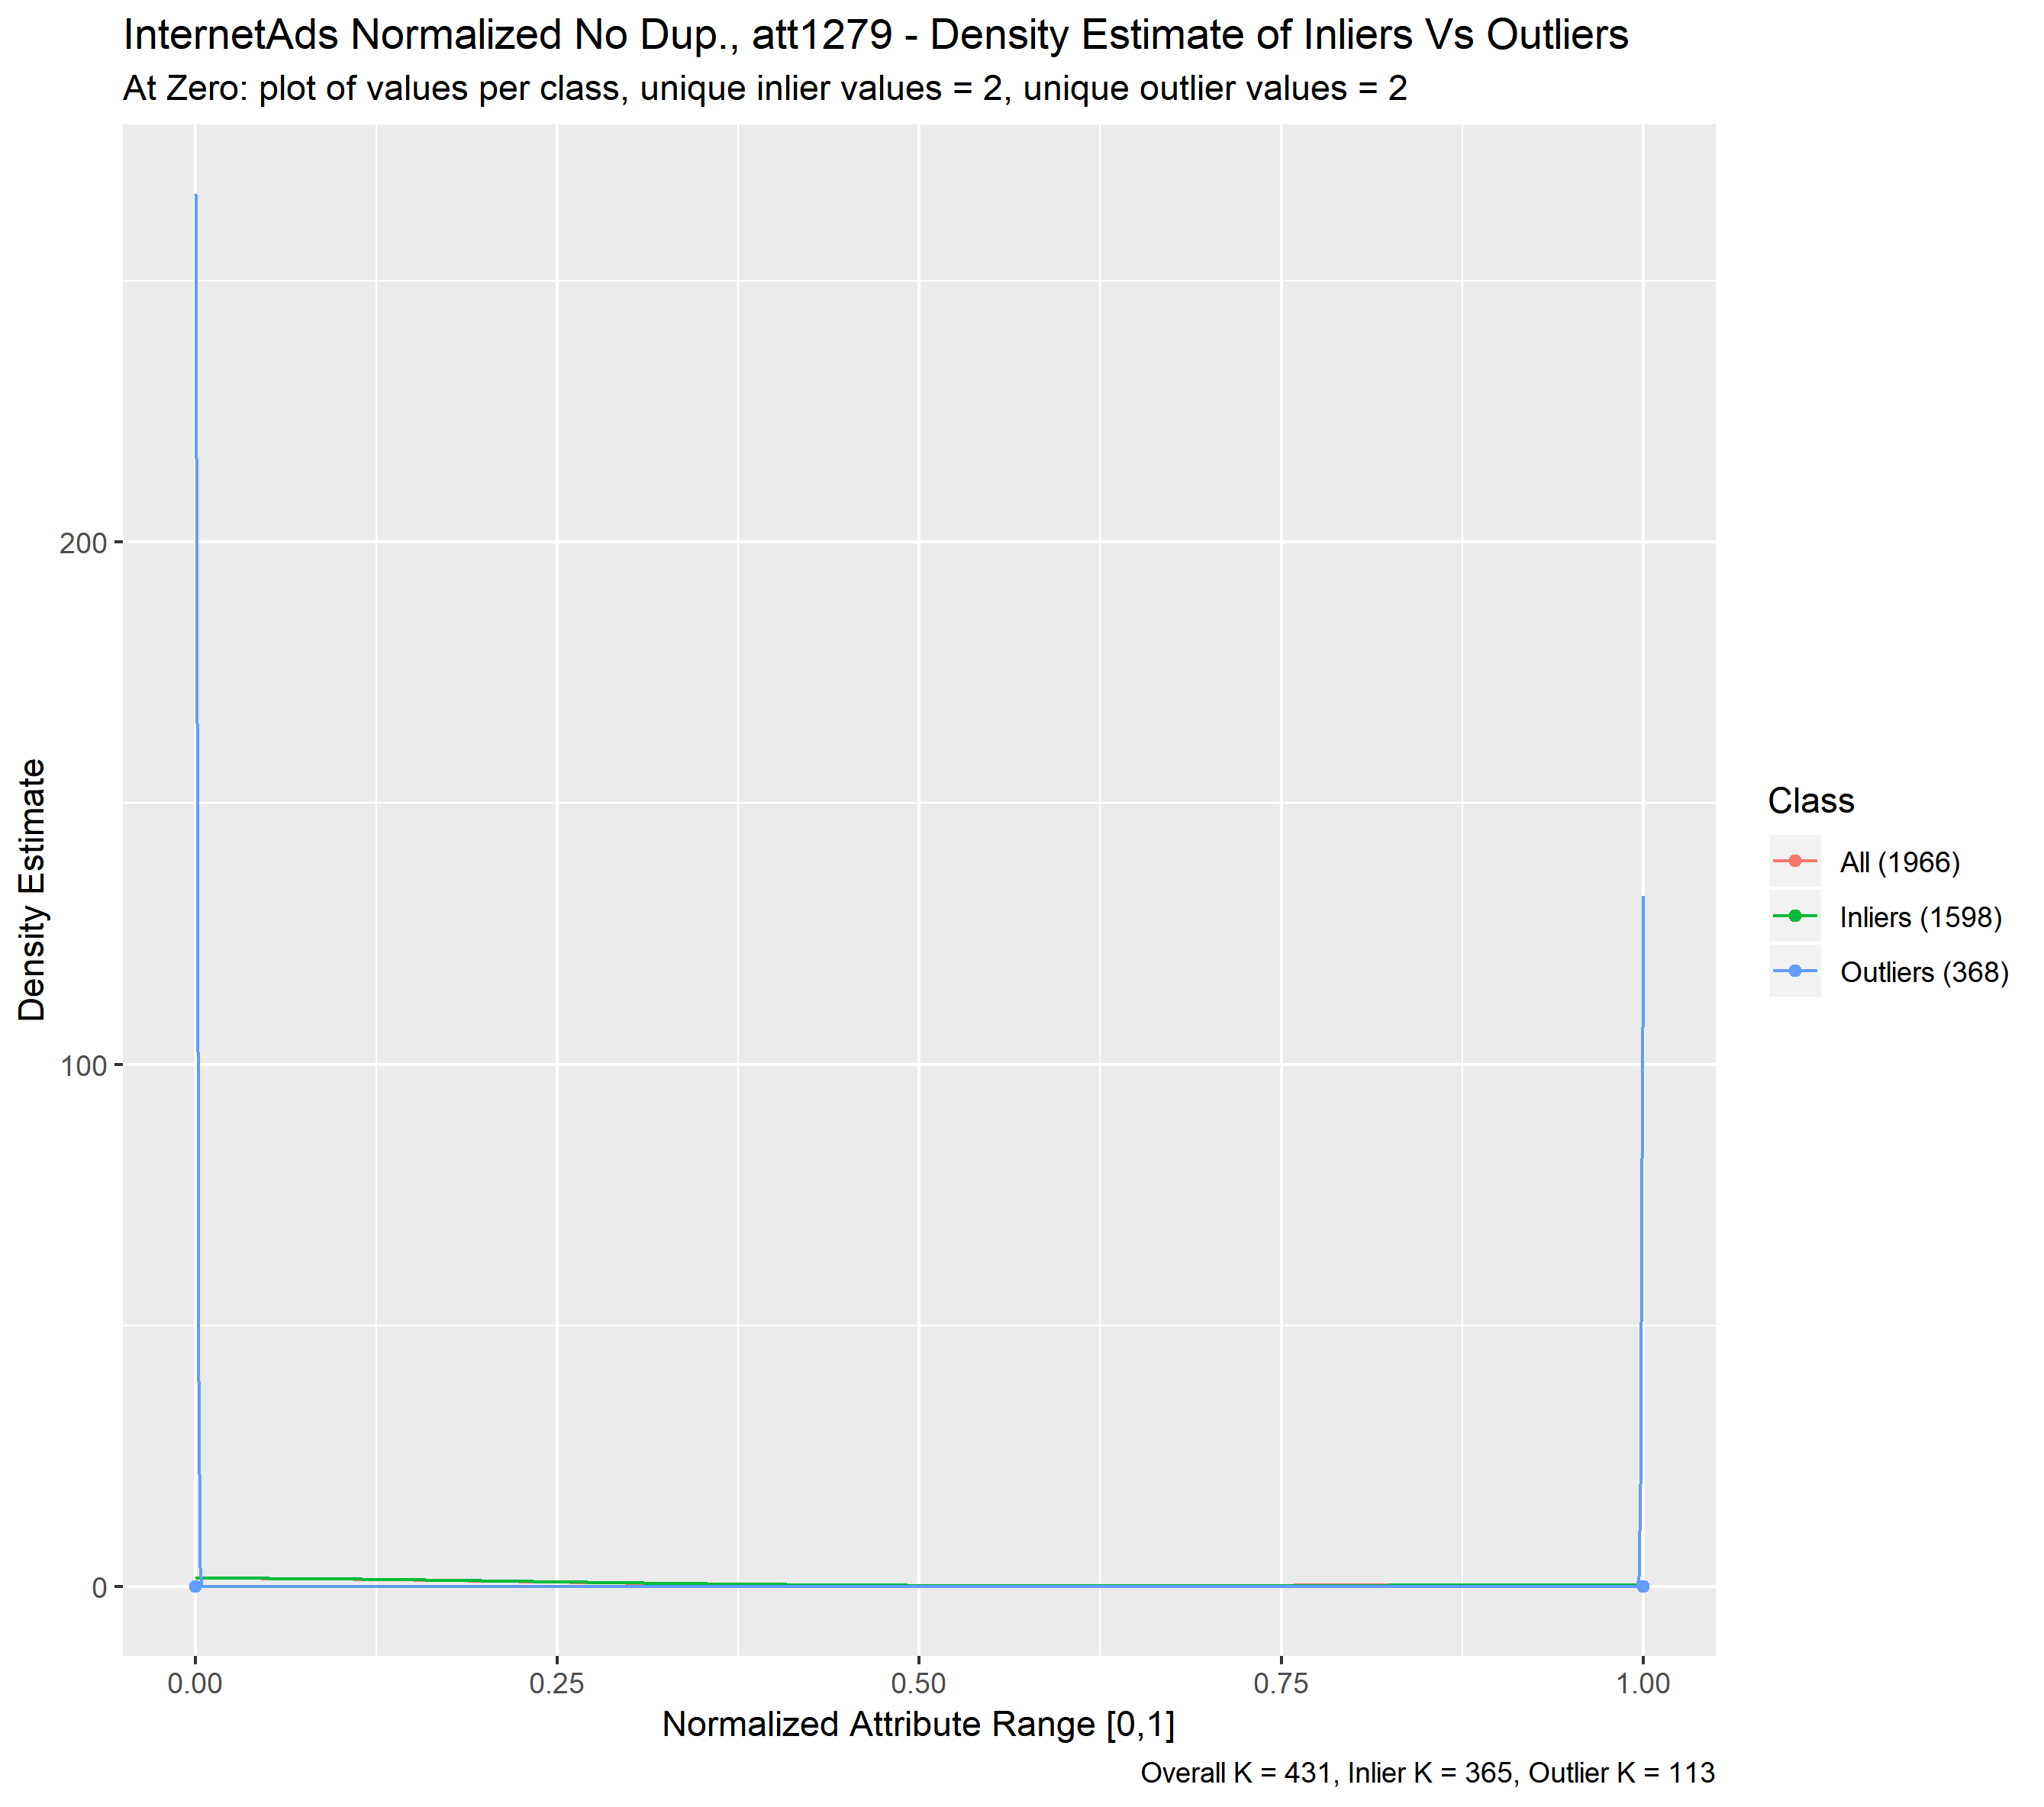 InternetAds Normalized No Dup., att1279 - Density Estimate of Inliers Vs Outliers
At Zero: plot of values per class, unique inlier values = 2, unique outlier values = 2
Density Estimate
200
100
0
0.00 0.25 0.50 0.75 1.00
Normalized Attribute Range [0,1]
Overall K = 431, Inlier K = 365, Outlier K = 113
Class
All (1966)
Inliers (1598)
Outliers (368)